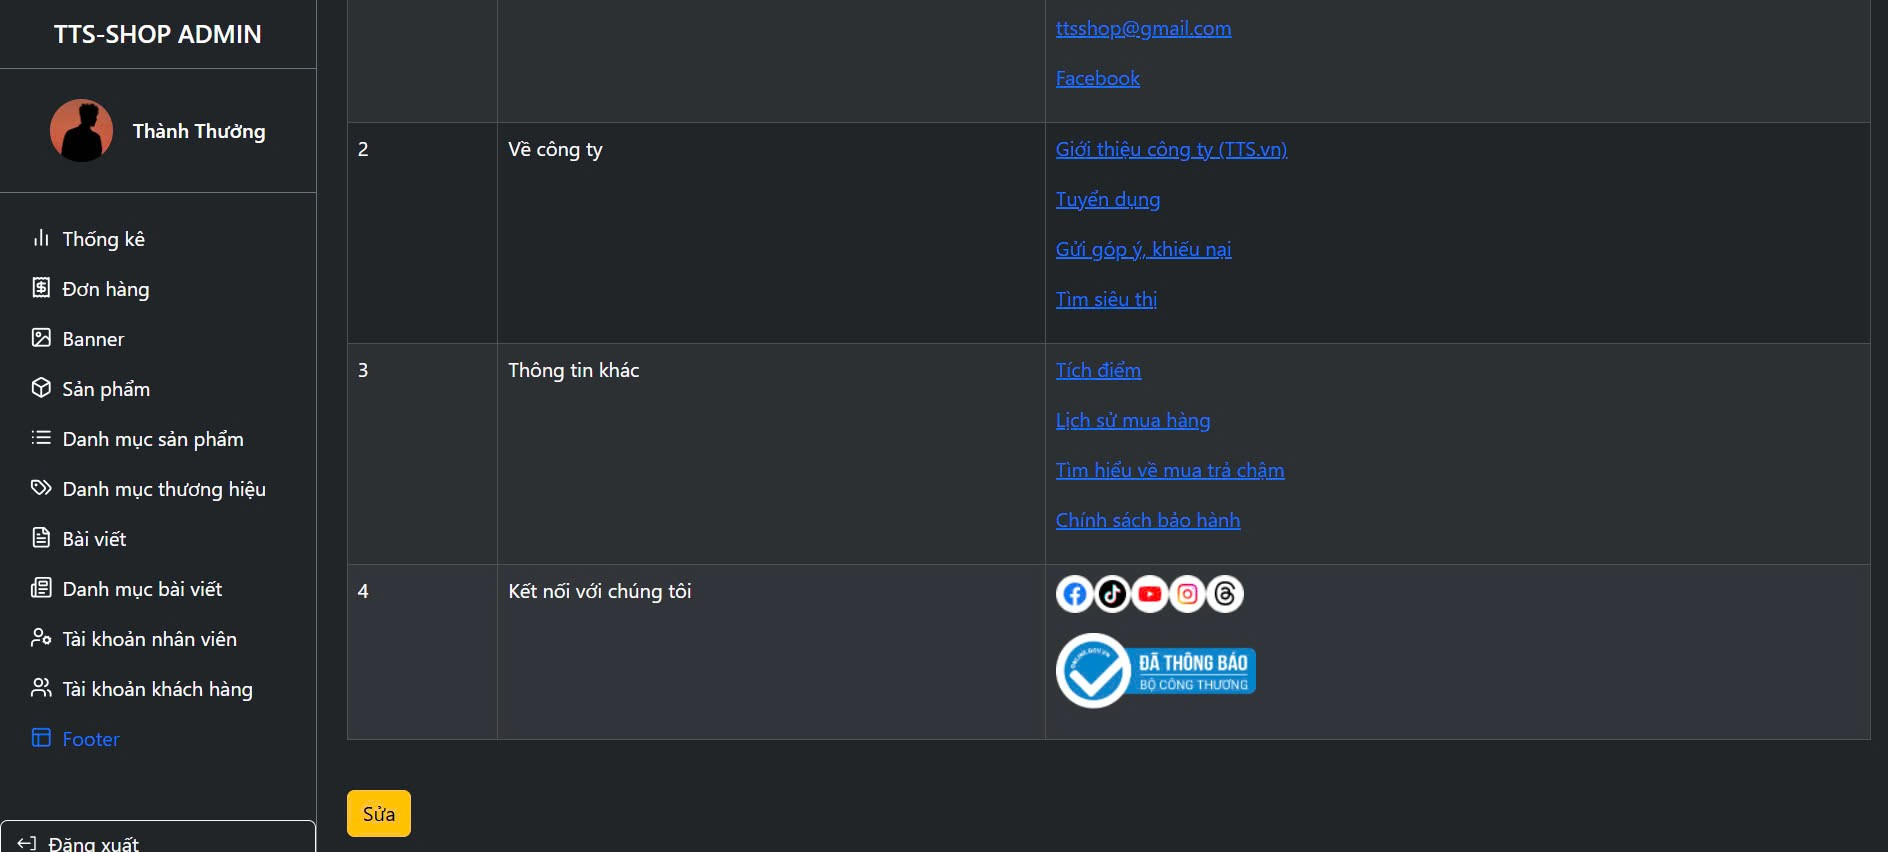 TTS-SHOP ADMIN
Thành Thưởng
Thống kê
Đơn hàng
Banner
Sản phẩm
Danh mục sản phẩm
Danh mục thương hiệu
Bài viết
Danh mục bài viết
Tài khoản nhân viên
Tài khoản khách hàng
Footer
Đăng xuất
ttsshop@gmail.com
Facebook
2
Về công ty
Giới thiệu công ty (TTS.vn)
Tuyển dụng
Gửi góp ý, khiếu nại
Tìm siêu thị
3
Thông tin khác
Tích điểm
Lịch sử mua hàng
Tìm hiểu về mua trả chậm
Chính sách bảo hành
4
Kết nối với chúng tôi
ONLINE.GOV.VN
ĐÃ THÔNG BÁO
BỘ CÔNG THƯƠNG
Sửa